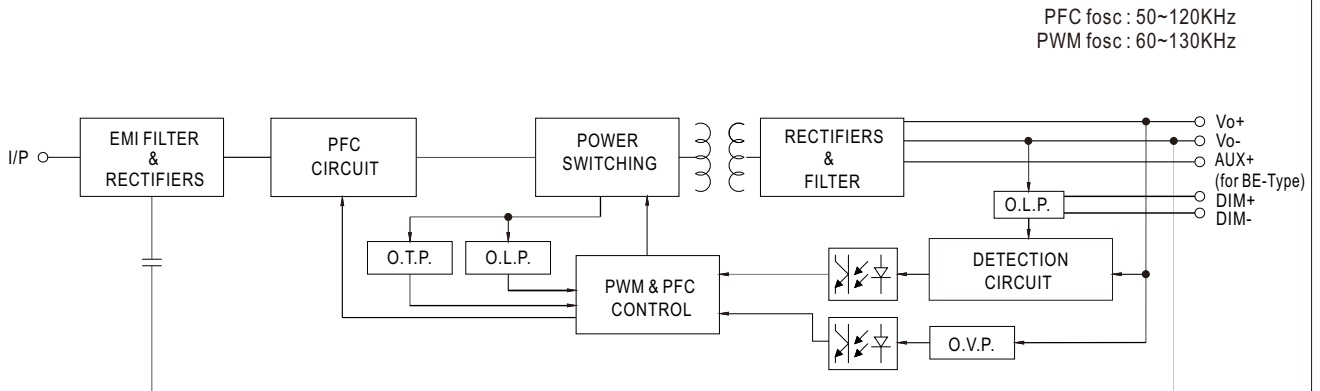 PFC fosc : 50~120KHz
PWM fosc : 60~130KHz
I/P
EMI FILTER
&
RECTIFIERS
PFC
CIRCUIT
POWER
SWITCHING
RECTIFIERS
&
FILTER
Vo+
Vo-
AUX+
(for BE-Type)
DIM+
DIM-
O.L.P.
O.T.P.
O.L.P.
PWM & PFC
CONTROL
DETECTION
CIRCUIT
O.V.P.